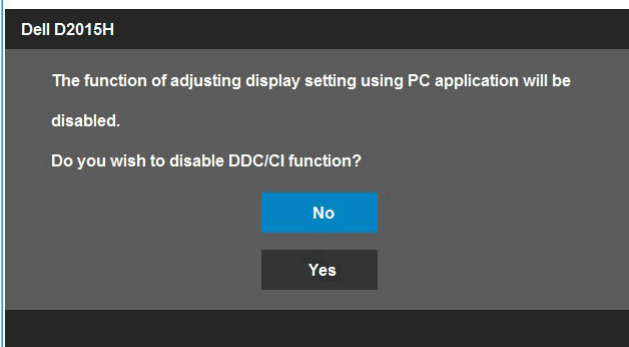 Dell D2015H
The function of adjusting display setting using PC application will be
disabled.
Do you wish to disable DDC/CI function?
No
Yes